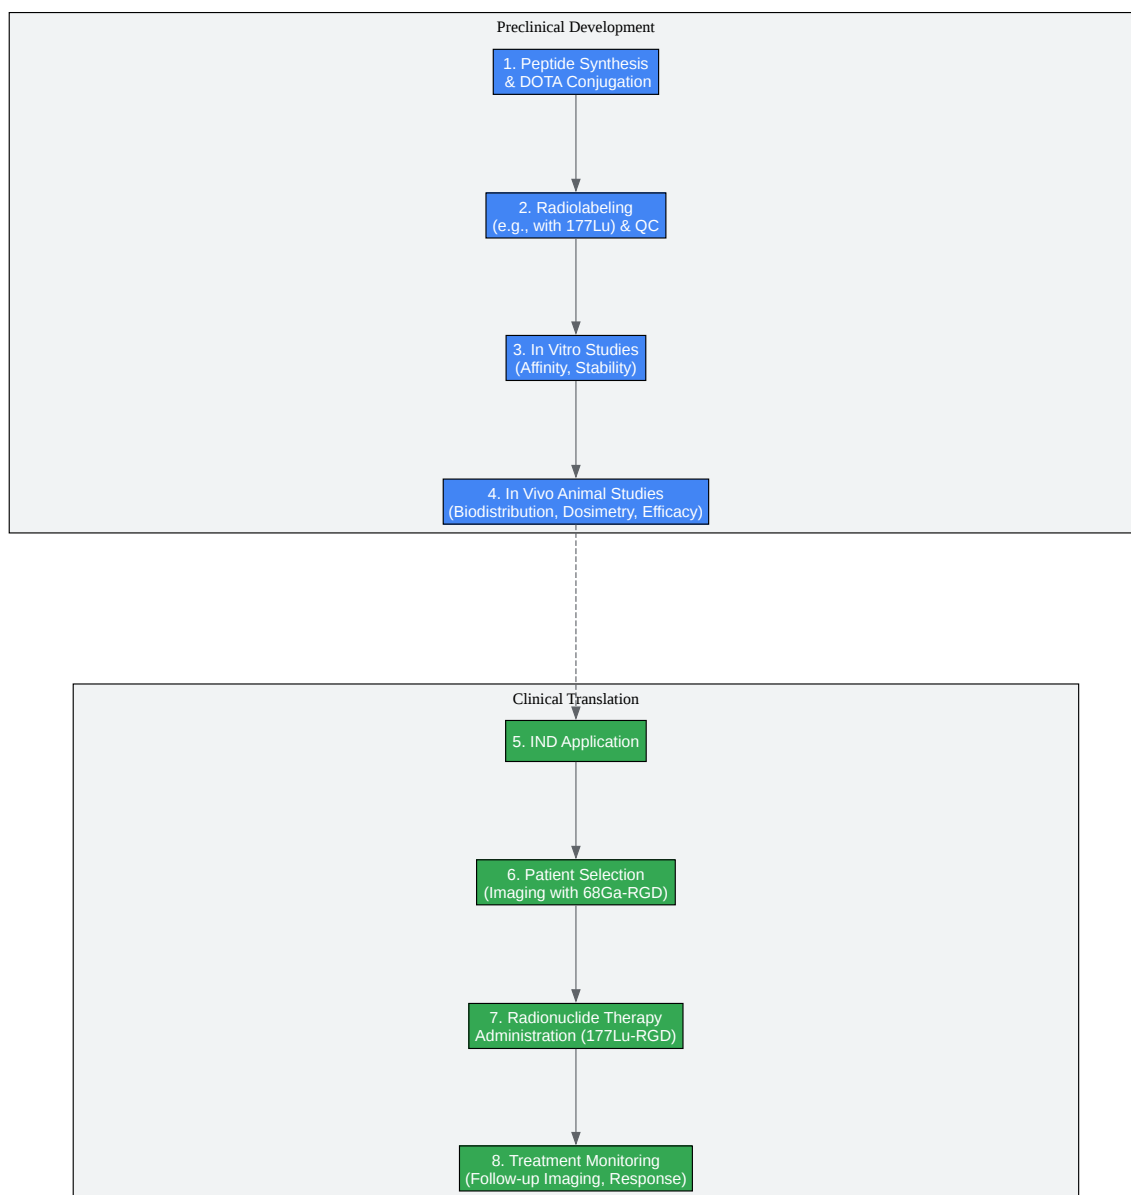 Preclinical Development
1. Peptide Synthesis
& DOTA Conjugation
2. Radiolabeling
(e.g., with 177Lu) & QC
3. In Vitro Studies
(Affinity, Stability)
4. In Vivo Animal Studies
(Biodistribution, Dosimetry, Efficacy)
Clinical Translation
5. IND Application
6. Patient Selection
(Imaging with 68Ga-RGD)
7. Radionuclide Therapy
Administration (177Lu-RGD)
8. Treatment Monitoring
(Follow-up Imaging, Response)